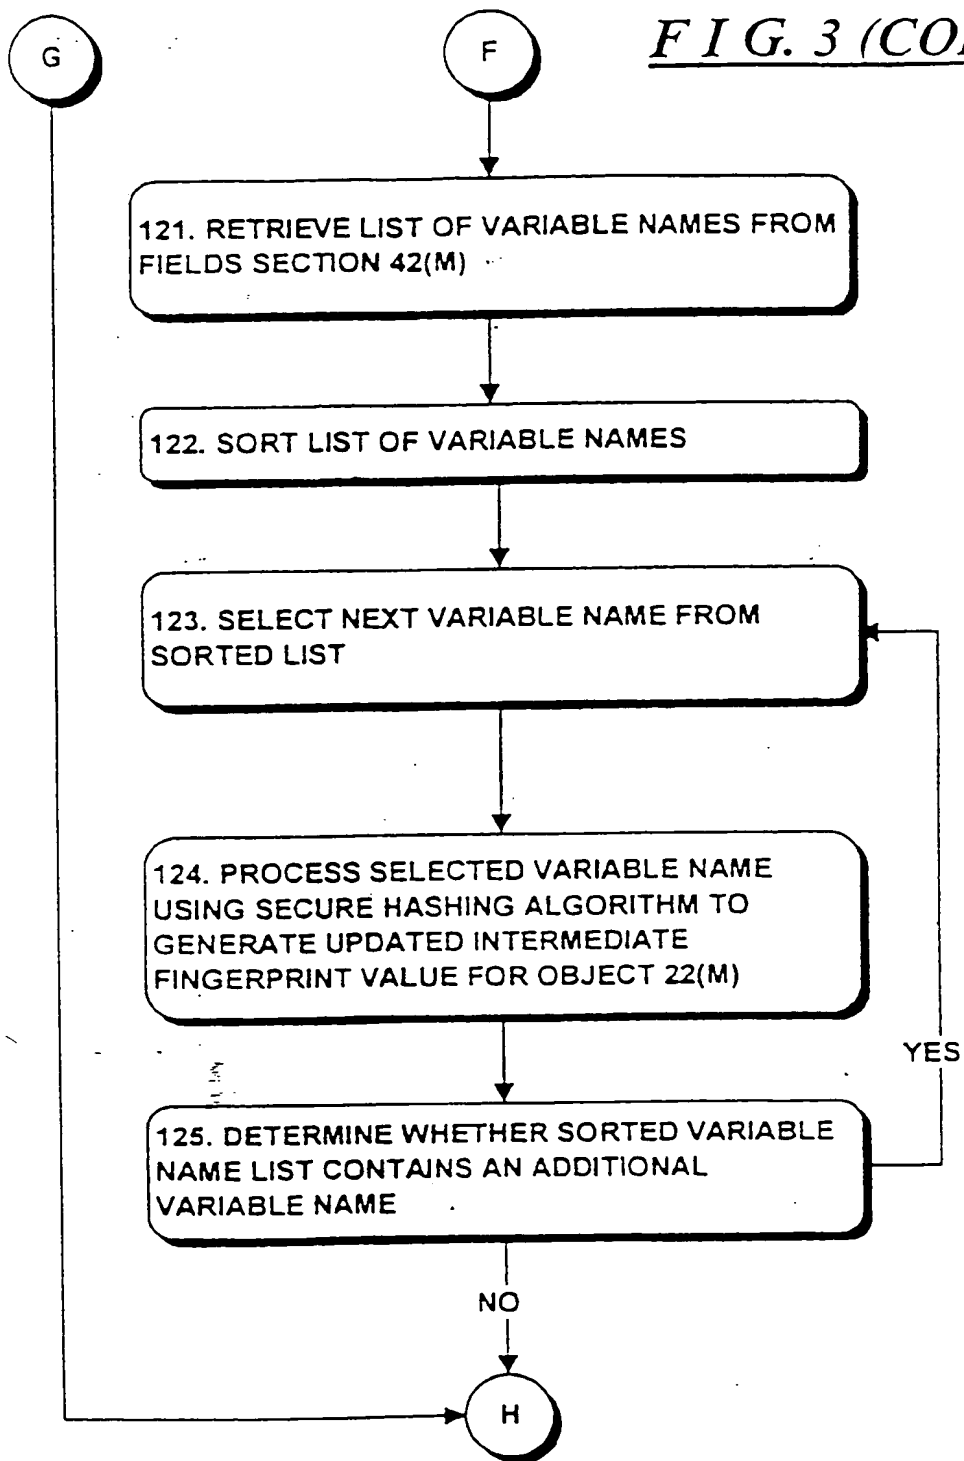 G
F
F I G. 3 (CO
121. RETRIEVE LIST OF VARIABLE NAMES FROM
FIELDS SECTION 42(M)
122. SORT LIST OF VARIABLE NAMES
123. SELECT NEXT VARIABLE NAME FROM
SORTED LIST
124. PROCESS SELECTED VARIABLE NAME
USING SECURE HASHING ALGORITHM TO
GENERATE UPDATED INTERMEDIATE
FINGERPRINT VALUE FOR OBJECT 22(M)
YES
125. DETERMINE WHETHER SORTED VARIABLE
NAME LIST CONTAINS AN ADDITIONAL
VARIABLE NAME
NO
H